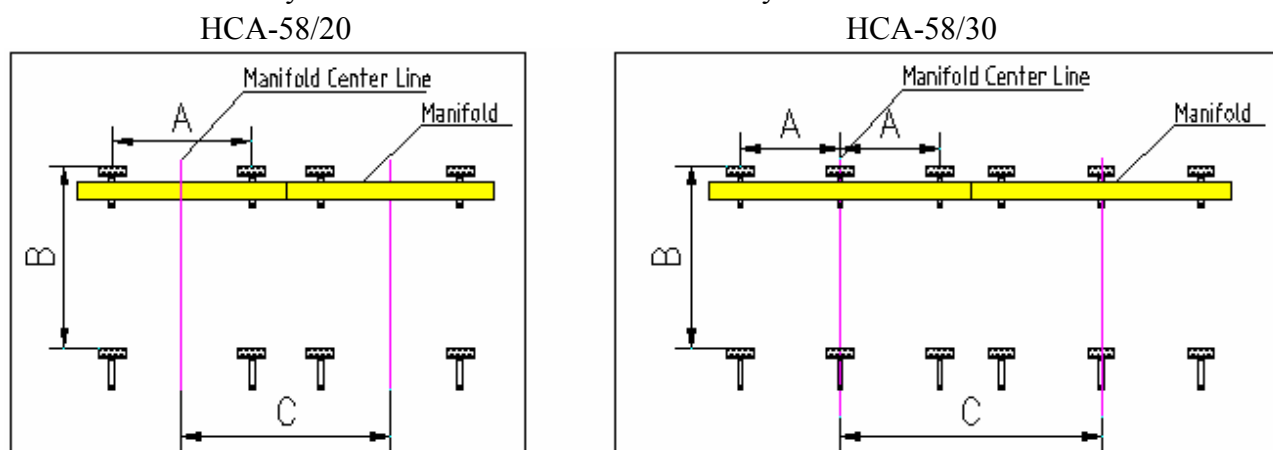 HCA-58/20
HCA-58/30
Manifold Center Line
Manifold
A
B
C
Manifold Center Line
Manifold
A A
B
C